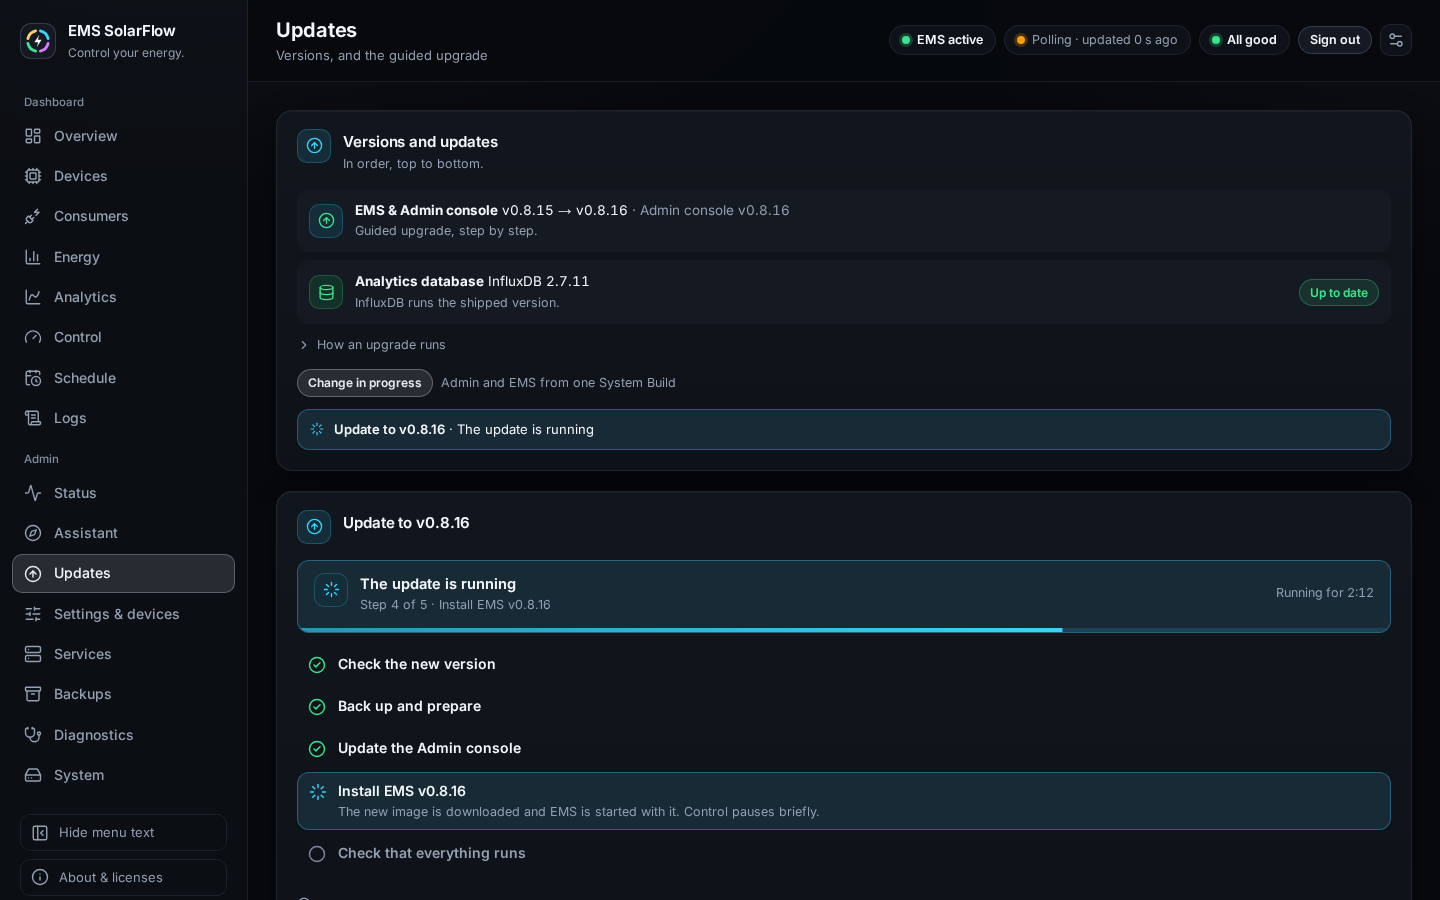 EMS SolarFlow
Control your energy.
Dashboard
Overview
Devices
Consumers
Energy
Analytics
Control
Schedule
Logs
Admin
Status
Assistant
Updates
Settings & devices
Services
Backups
Diagnostics
System
Hide menu text
About & licenses
Updates
Versions, and the guided upgrade
EMS active
Polling · updated 0 s ago
All good
Sign out
Versions and updates
In order, top to bottom.
EMS & Admin console v0.8.15 → v0.8.16 · Admin console v0.8.16
Guided upgrade, step by step.
Analytics database InfluxDB 2.7.11
InfluxDB runs the shipped version.
Up to date
How an upgrade runs
Change in progress Admin and EMS from one System Build
Update to v0.8.16 · The update is running
Update to v0.8.16
The update is running
Step 4 of 5 · Install EMS v0.8.16
Running for 2:12
Check the new version
Back up and prepare
Update the Admin console
Install EMS v0.8.16
The new image is downloaded and EMS is started with it. Control pauses briefly.
Check that everything runs